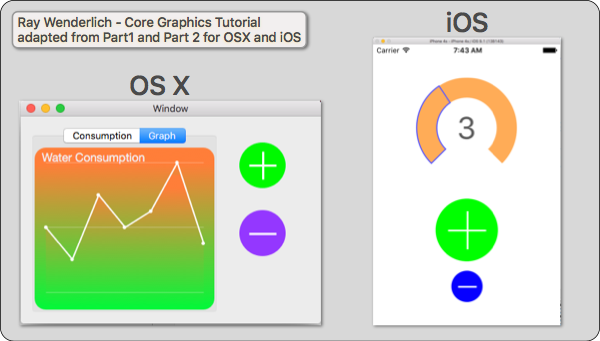 Ray Wenderlich - Core Graphics Tutorial
adapted from Part1 and Part 2 for OSX and iOS
OS X
Window
Consumption
Graph
Water Consumption
iOS
Carrier
7:43 AM
3